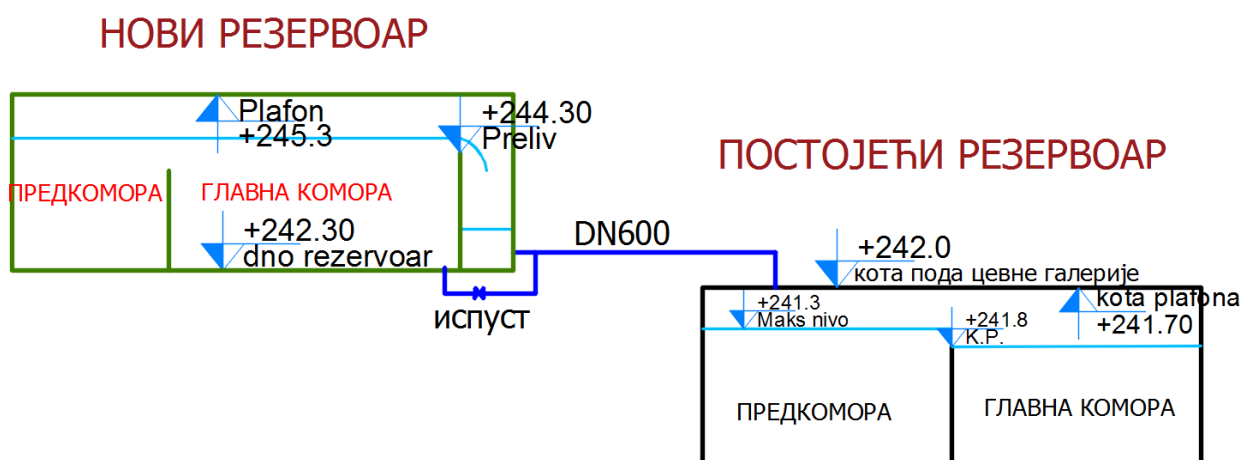 НОВИ РЕЗЕРВОАР
Plafon
+245.3
+244.30
Preliv
ПРЕДКОМОРА
ГЛАВНА КОМОРА
+242.30
dno rezervoar
испуст
DN600
ПОСТОЈЕЋИ РЕЗЕРВОАР
+242.0
кота пода цевне галерије
+241.3
Maks nivo
+241.8
K.P.
kota plafona
+241.70
ПРЕДКОМОРА
ГЛАВНА КОМОРА